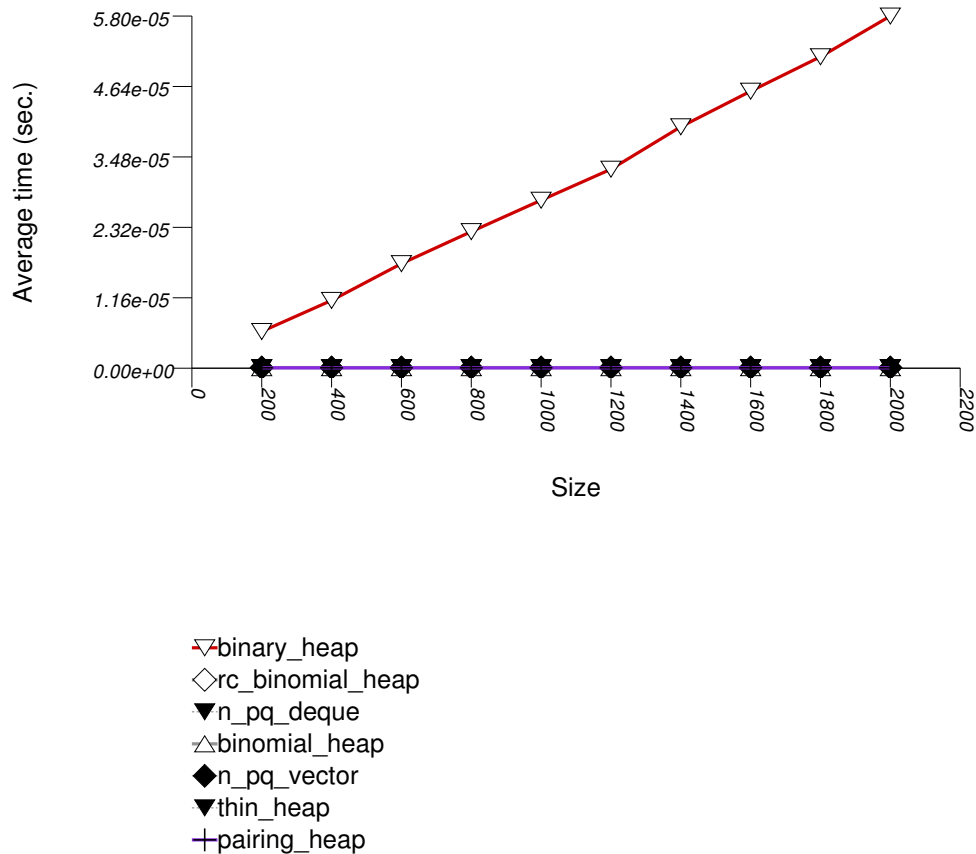 5.80e-05
4.64e-05
3.48e-05
2.32e-05
1.16e-05
0.00e+00
Average time (sec.)
0 200 400 600 800 1000 1200 1400 1600 1800 2000 2200
Size
binary_heap
rc_binomial_heap
n_pq_deque
binomial_heap
n_pq_vector
thin_heap
pairing_heap